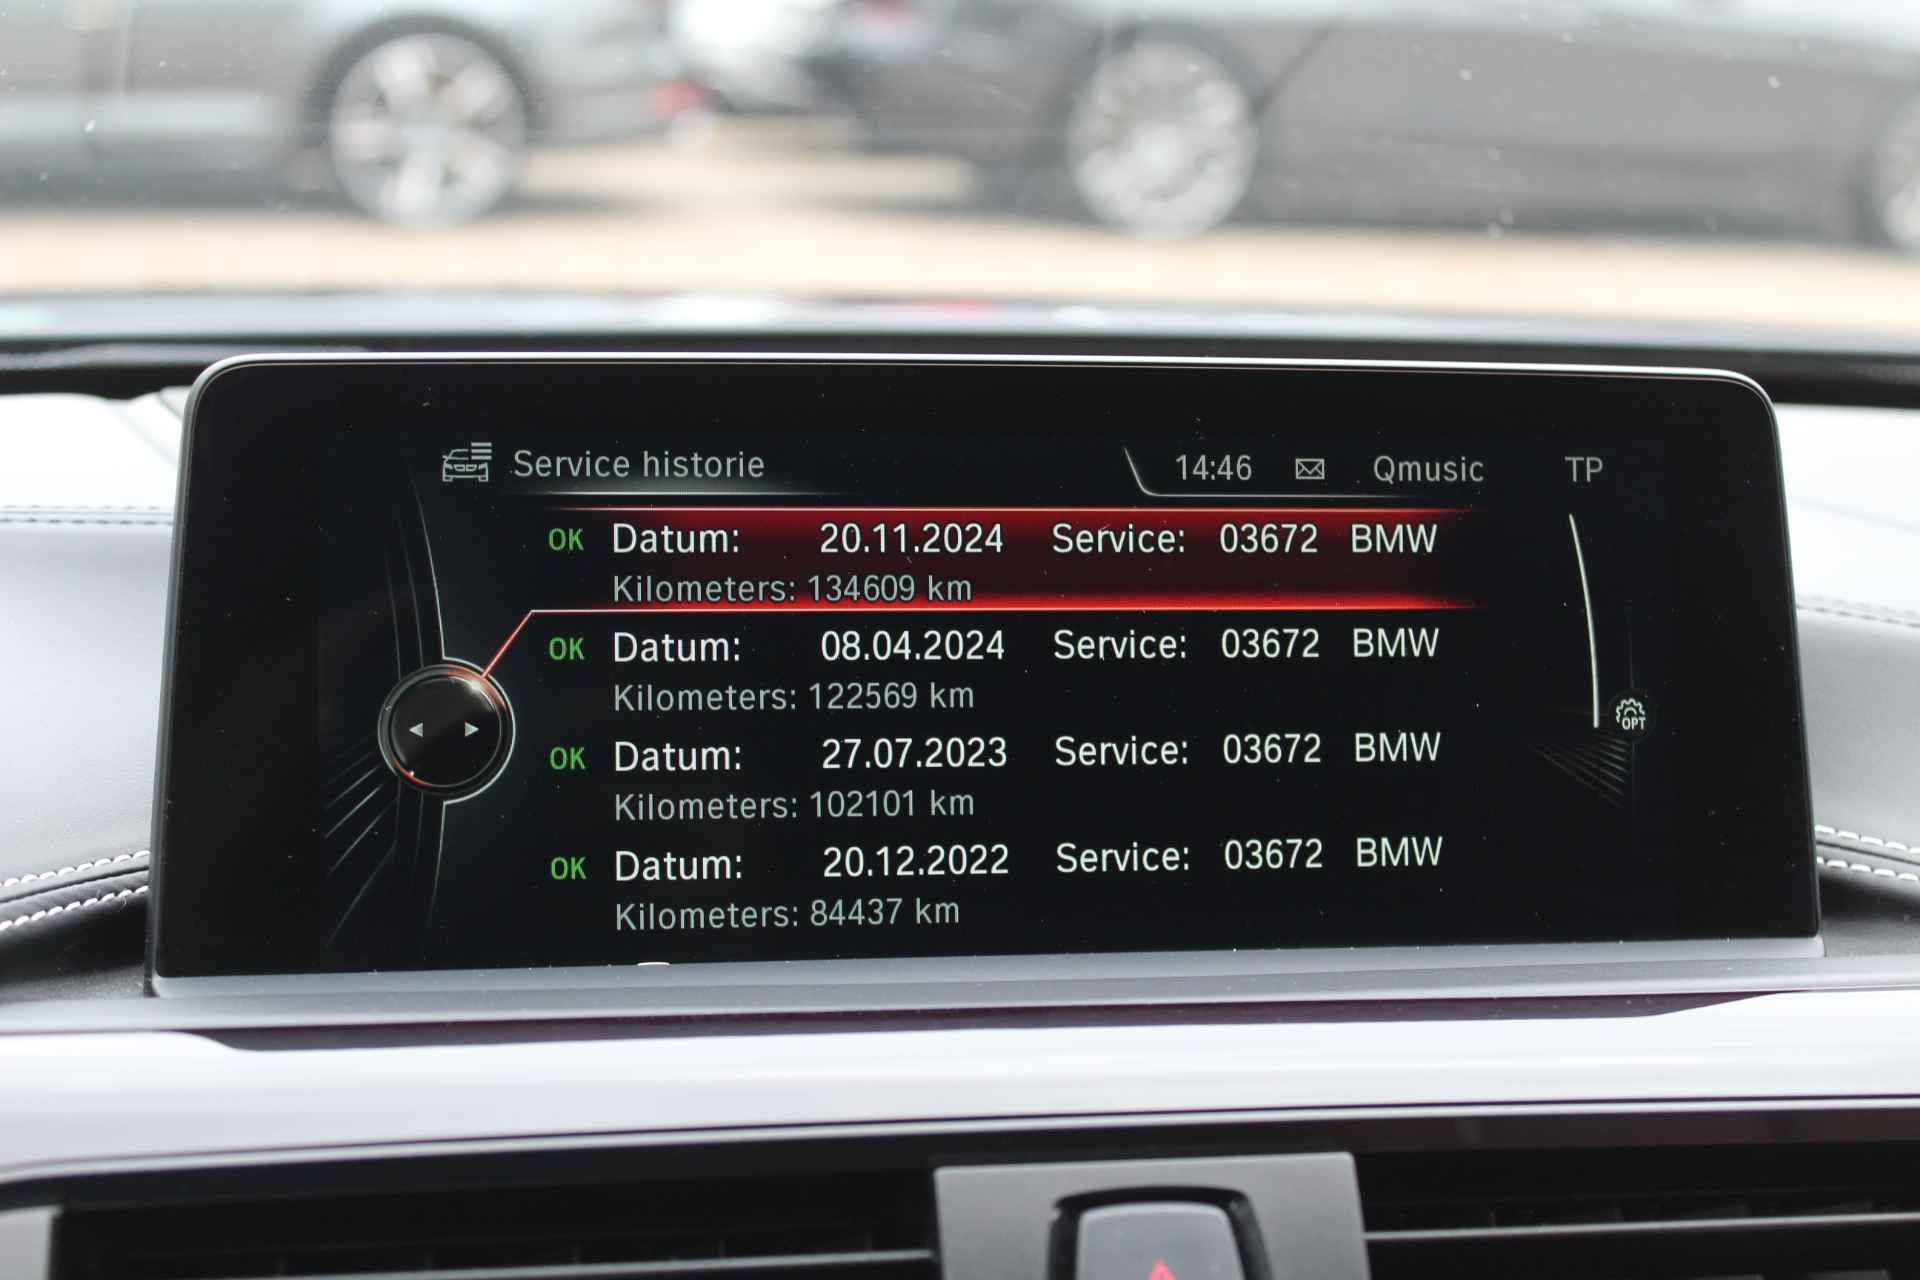 Service historie 14:46 Qmusic TP
OK Datum: 20.11.2024 Service: 03672 BMW
Kilometers: 134609 km
OK Datum: 08.04.2024 Service: 03672 BMW
Kilometers: 122569 km
OK Datum: 27.07.2023 Service: 03672 BMW
OPT
Kilometers: 102101 km
OK Datum: 20.12.2022 Service: 03672 BMW
Kilometers: 84437 km